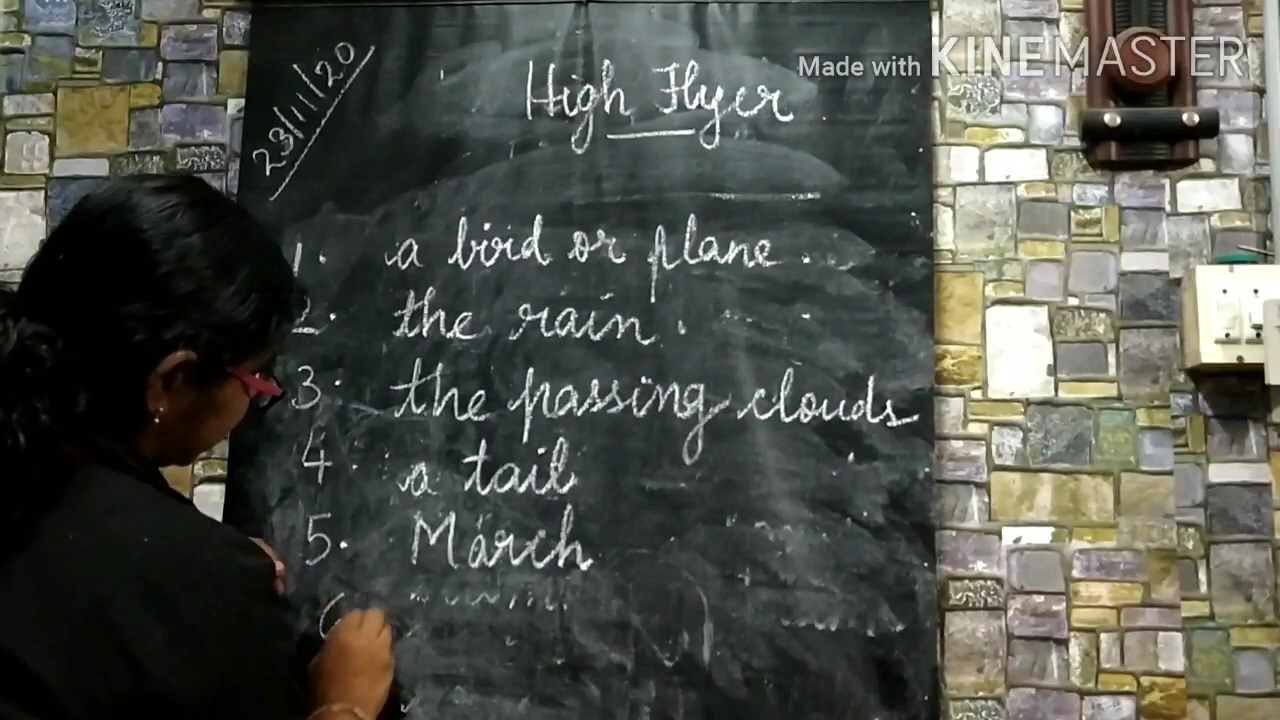 Made with KINEMASTER
23/11/20
High Flyer
1. a bird or plane.
2. the rain.
3. the passing clouds
4. a tail
5. March